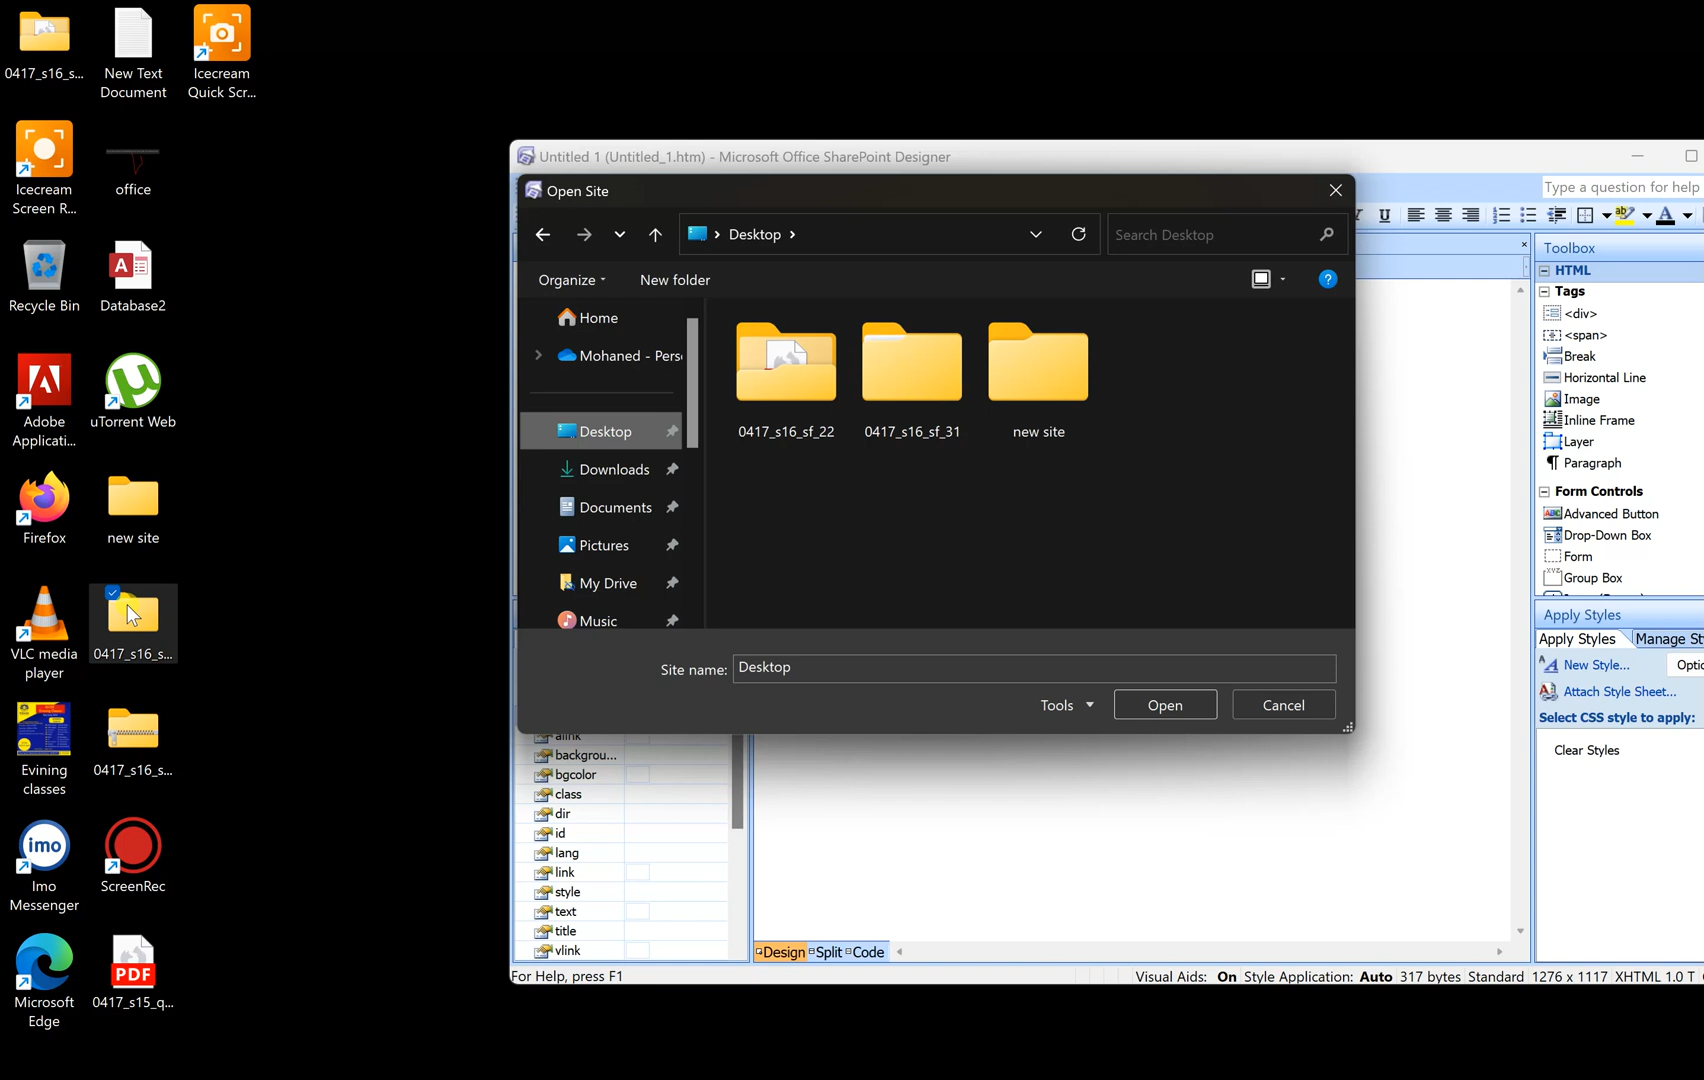 0417_s16_s...
New Text
Document
Icecream
Quick Scr...
Icecream
Screen R...
office
Recycle Bin
Database2
Adobe
Applicati...
uTorrent Web
Firefox
new site
VLC media
player
0417_s16_s...
Evining
classes
0417_s16_s...
imo
Imo
Messenger
ScreenRec
Microsoft
Edge
PDF
0417_s15_q...
Untitled 1 (Untitled_1.htm) - Microsoft Office SharePoint Designer
Type a question for help
Open Site
Desktop
Search Desktop
Organize
New folder
Home
Mohaned - Pers
Desktop
Downloads
Documents
Pictures
My Drive
Music
0417_s16_sf_22
0417_s16_sf_31
new site
Site name:
Desktop
Tools
Open
Cancel
Toolbox
HTML
Tags
<div>
<span>
Break
Horizontal Line
Image
Inline Frame
Layer
Paragraph
Form Controls
Advanced Button
Drop-Down Box
Form
Group Box
Apply Styles
Apply Styles
Manage St
New Style...
Optio
Attach Style Sheet...
Select CSS style to apply:
Clear Styles
alink
backgrou...
bgcolor
class
dir
id
lang
link
style
text
title
vlink
Design
Split
Code
For Help, press F1
Visual Aids: On Style Application: Auto 317 bytes Standard 1276 x 1117 XHTML 1.0 T